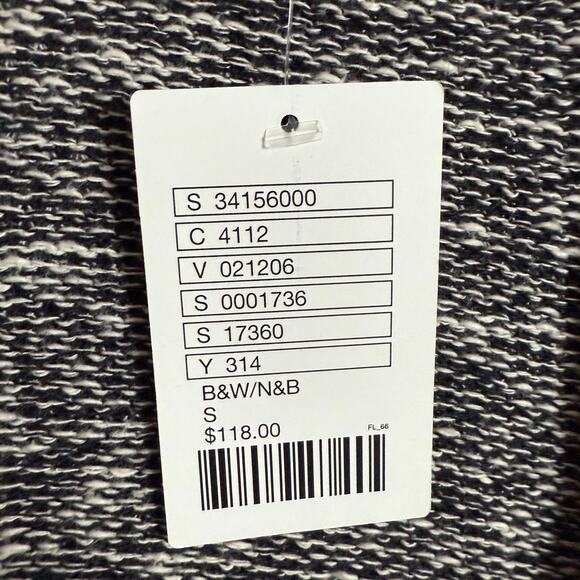 S 34156000
C 4112
V 021206
S 0001736
S 17360
Y 314
B&W/N&B
S
$118.00
FL_66